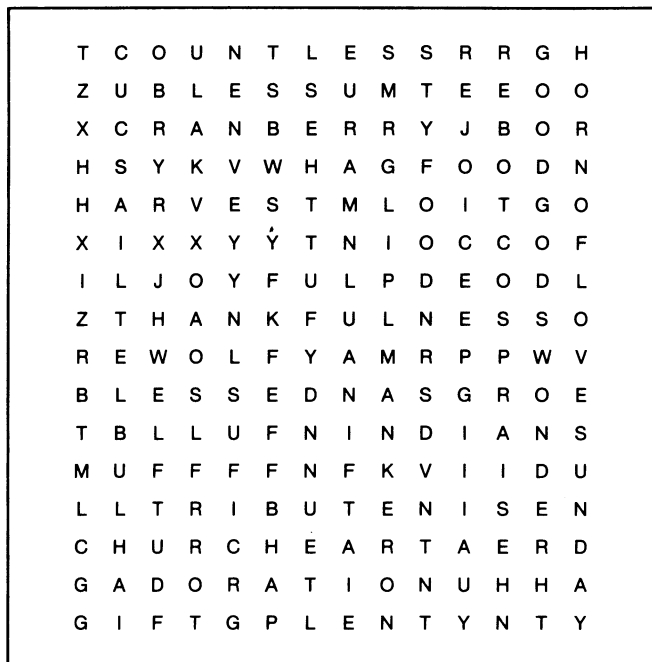 T C O U N T L E S S R R G H
Z U B L E S S U M T E E O O
X C R A N B E R R Y J B O R
H S Y K V W H A G F O O D N
H A R V E S T M L O I T G O
X I X X Y Y T N I O C C O F
I L J O Y F U L P D E O D L
Z T H A N K F U L N E S S O
R E W O L F Y A M R P P W V
B L E S S E D N A S G R O E
T B L L U F N I N D I A N S
M U F F F F N F K V I I D U
L L T R I B U T E N I S E N
C H U R C H E A R T A E R D
G A D O R A T I O N U H H A
G I F T G P L E N T Y N T Y